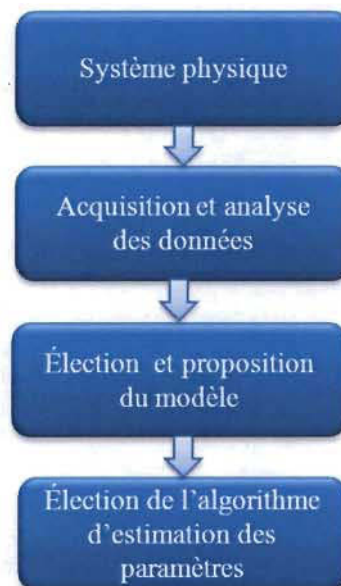 Système physique
Acquisition et analyse
des données
Élection et proposition
du modèle
Élection de l'algorithme
d'estimation des
paramètres